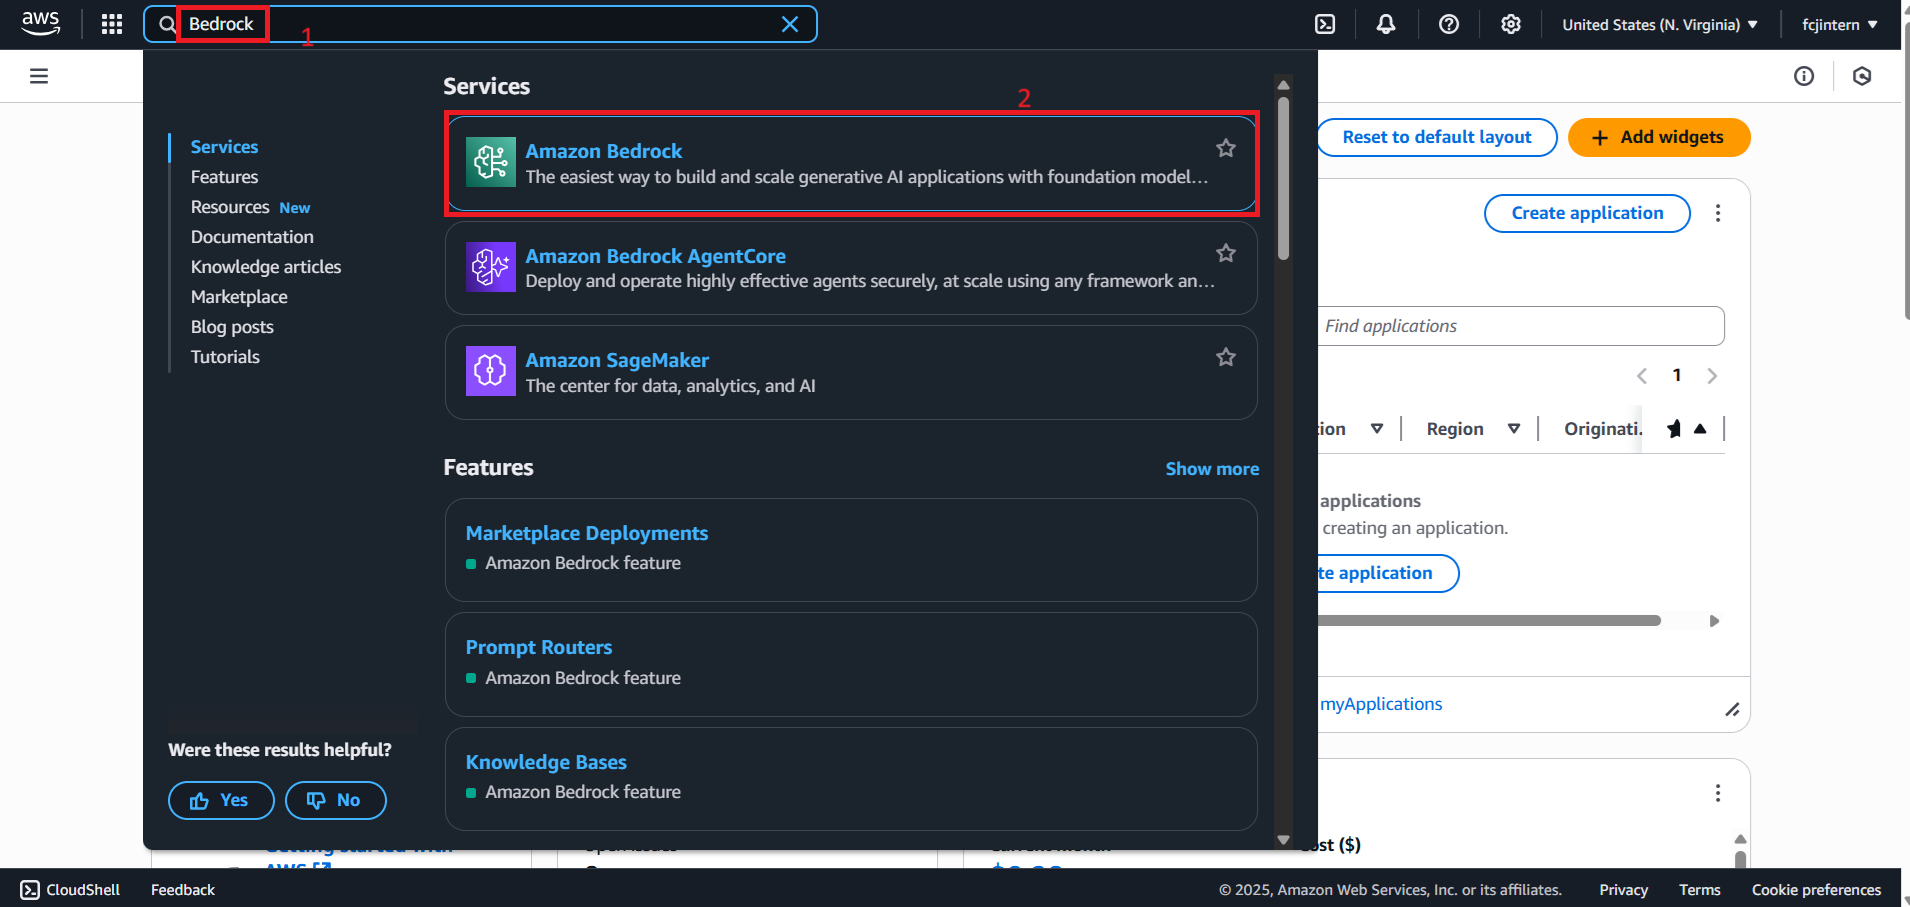 aws
Bedrock
1
United States (N. Virginia)
fcjintern
Services
Features
Resources New
Documentation
Knowledge articles
Marketplace
Blog posts
Tutorials
Were these results helpful?
Yes
No
Services
2
Amazon Bedrock
The easiest way to build and scale generative AI applications with foundation model...
Amazon Bedrock AgentCore
Deploy and operate highly effective agents securely, at scale using any framework an...
Amazon SageMaker
The center for data, analytics, and AI
Features
Show more
Marketplace Deployments
Amazon Bedrock feature
Prompt Routers
Amazon Bedrock feature
Knowledge Bases
Amazon Bedrock feature
Reset to default layout
+ Add widgets
Create application
Find applications
1
Region
Originati.
applications
creating an application.
te application
myApplications
($)
Getting started with
AWS
CloudShell
Feedback
© 2025, Amazon Web Services, Inc. or its affiliates.
Privacy
Terms
Cookie preferences